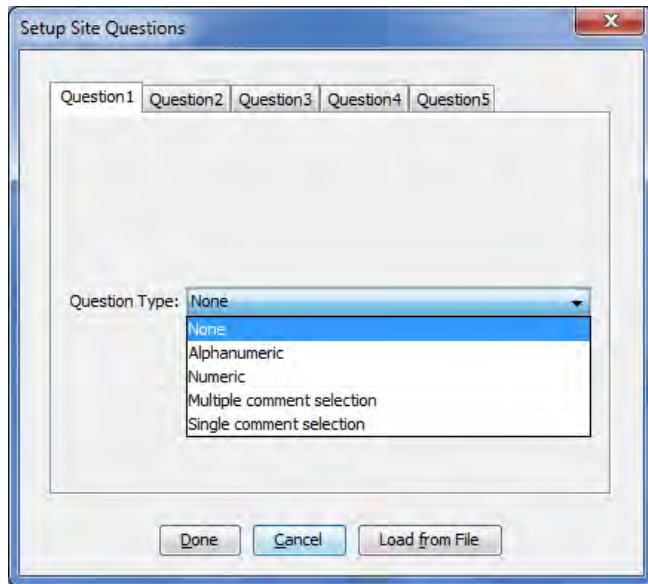 Setup Site Questions
Question1 Question2 Question3 Question4 Question5
Question Type: None
None
Alphanumeric
Numeric
Multiple comment selection
Single comment selection
Done Cancel Load from File